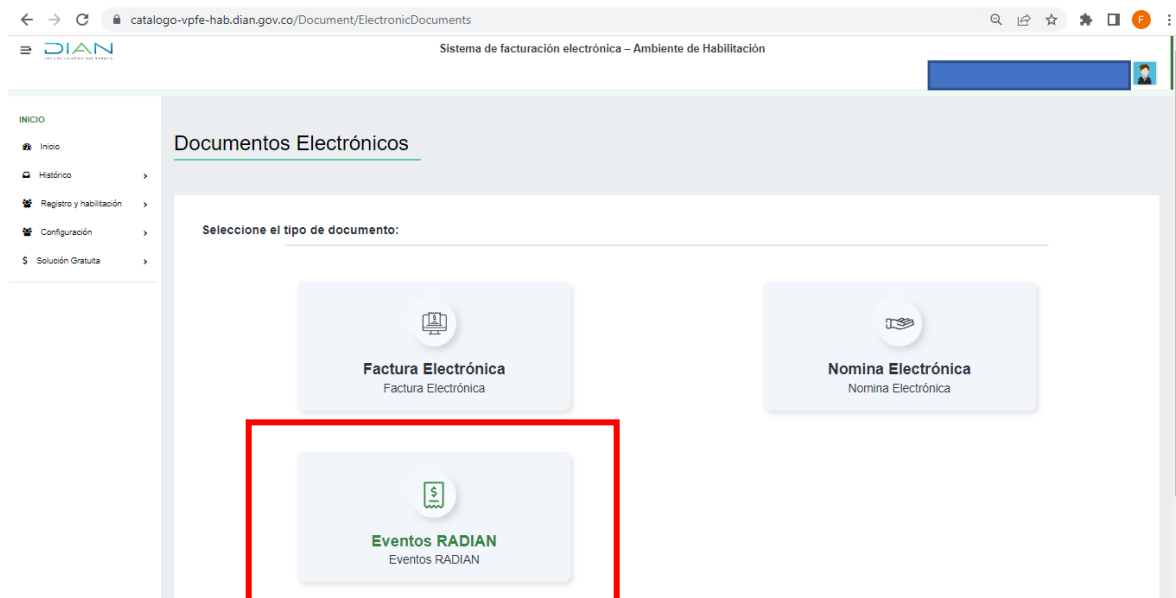 catalogo-vpfe-hab.dian.gov.co/Document/ElectronicDocuments
F
DIAN
Sistema de facturación electrónica – Ambiente de Habilitación
INICIO
Inicio
Histórico
Registro y habilitación
Configuración
$ Solución Gratuita
Documentos Electrónicos
Seleccione el tipo de documento:
Factura Electrónica
Factura Electrónica
Nomina Electrónica
Nomina Electrónica
Eventos RADIAN
Eventos RADIAN